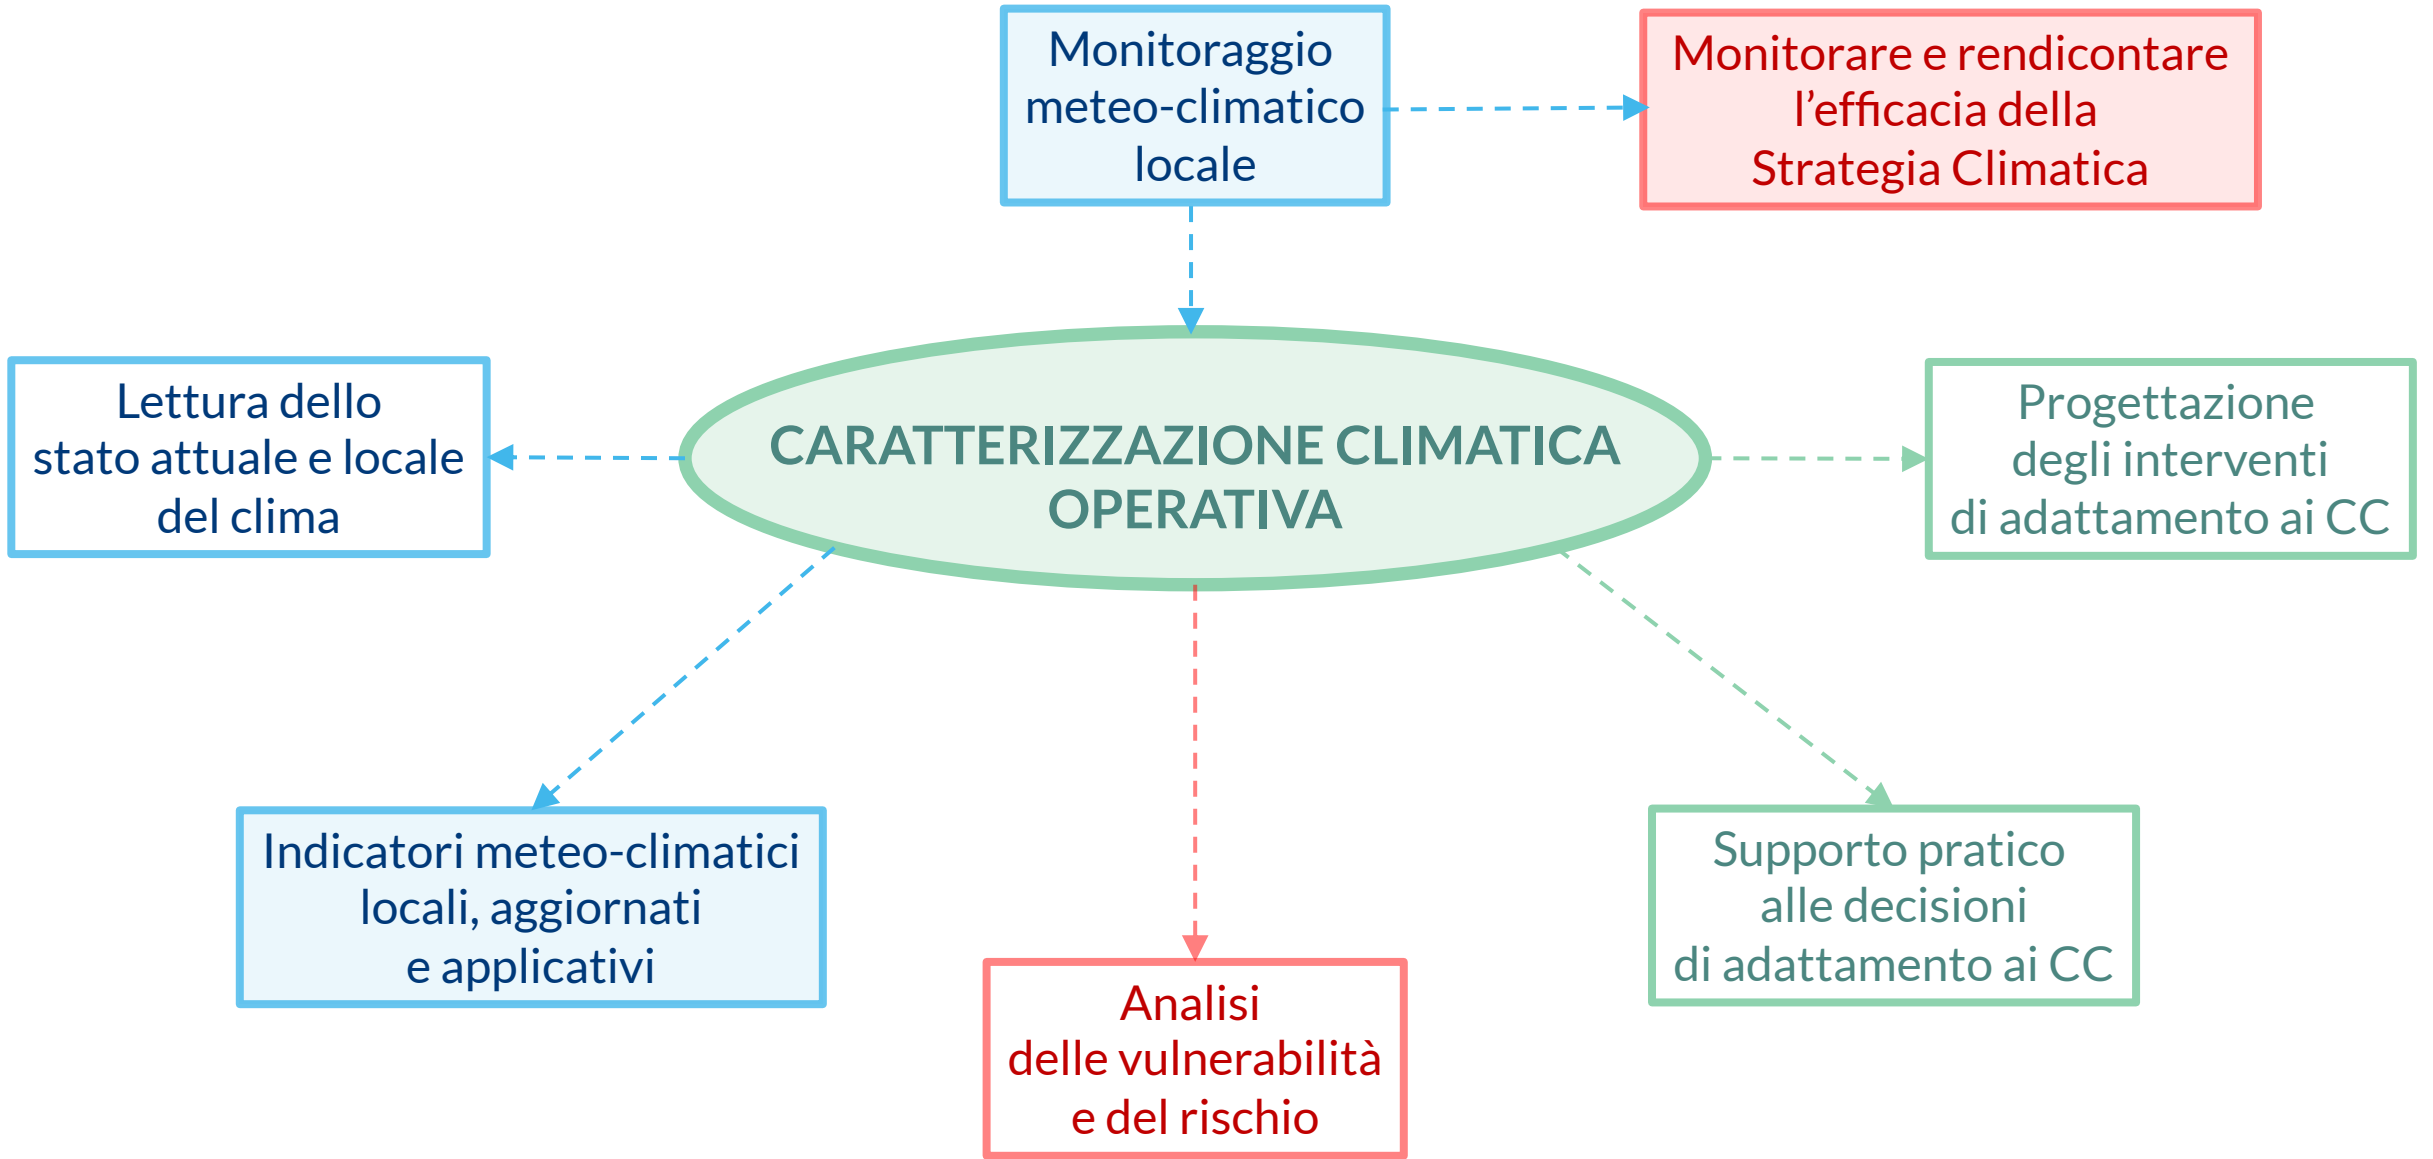 Monitoraggio
meteo-climatico
locale
Monitorare e rendicontare
l’efficacia della
Strategia Climatica
Lettura dello
stato attuale e locale
del clima
CARATTERIZZAZIONE CLIMATICA
OPERATIVA
Progettazione
degli interventi
di adattamento ai CC
Indicatori meteo-climatici
locali, aggiornati
e applicativi
Analisi
delle vulnerabilità
e del rischio
Supporto pratico
alle decisioni
di adattamento ai CC